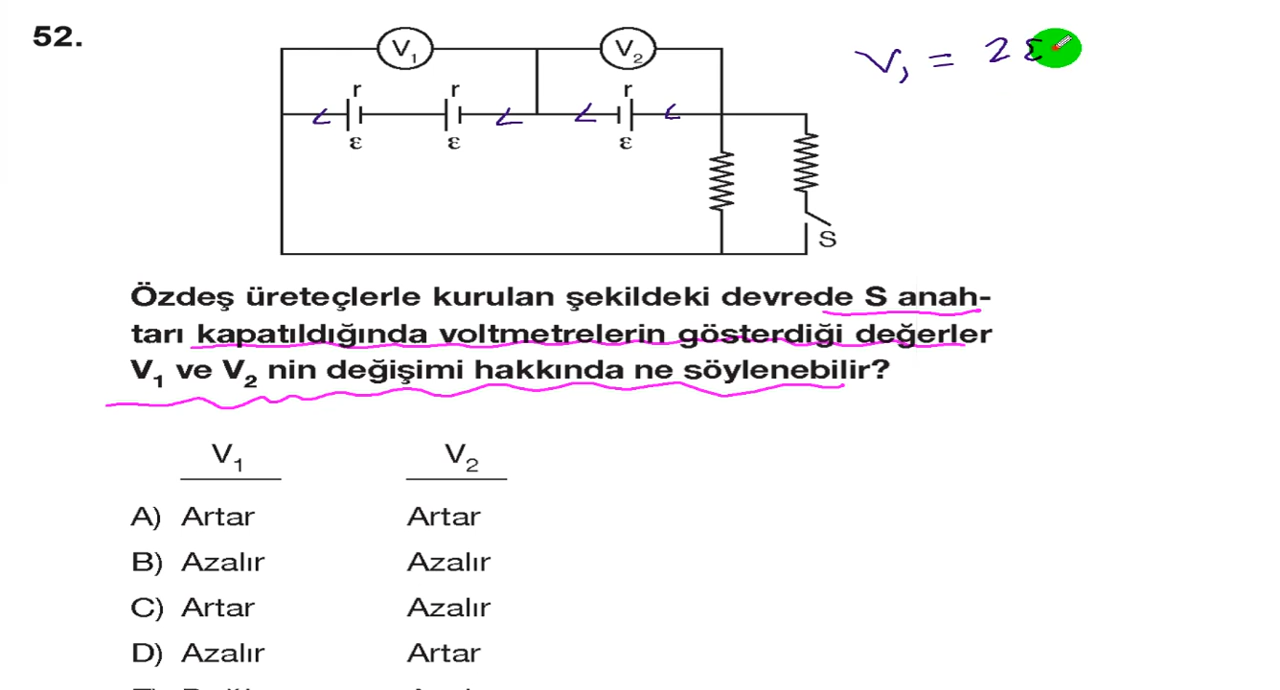 52.
V₁ V₂
V₁ = 2ε
r r r
ε ε ε
S
Özdeş üreteçlerle kurulan şekildeki devrede S anah-
tarı kapatıldığında voltmetrelerin gösterdiği değerler
V₁ ve V₂ nin değişimi hakkında ne söylenebilir?
V₁ V₂
A) Artar Artar
B) Azalır Azalır
C) Artar Azalır
D) Azalır Artar